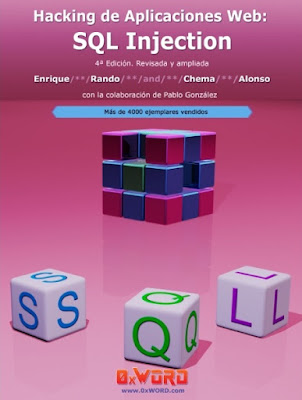 Hacking de Aplicaciones Web:
SQL Injection
4ª Edición. Revisada y ampliada
Enrique/**/Rando/**/and/**/Chema/**/Alonso
con la colaboración de Pablo González
Más de 4000 ejemplares vendidos
S S
Q Q
L L
0xWORD
www.0xWORD.com